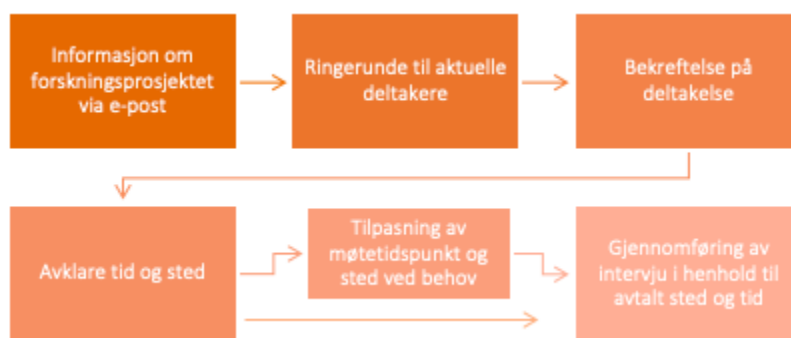 Informasjon om
forskningsprosjektet
via e-post
Ringerunde til aktuelle
deltakere
Bekreftelse på
deltakelse
Avklare tid og sted
Tilpasning av
møtetidspunkt og
sted ved behov
Gjennomføring av
intervju i henhold til
avtalt sted og tid